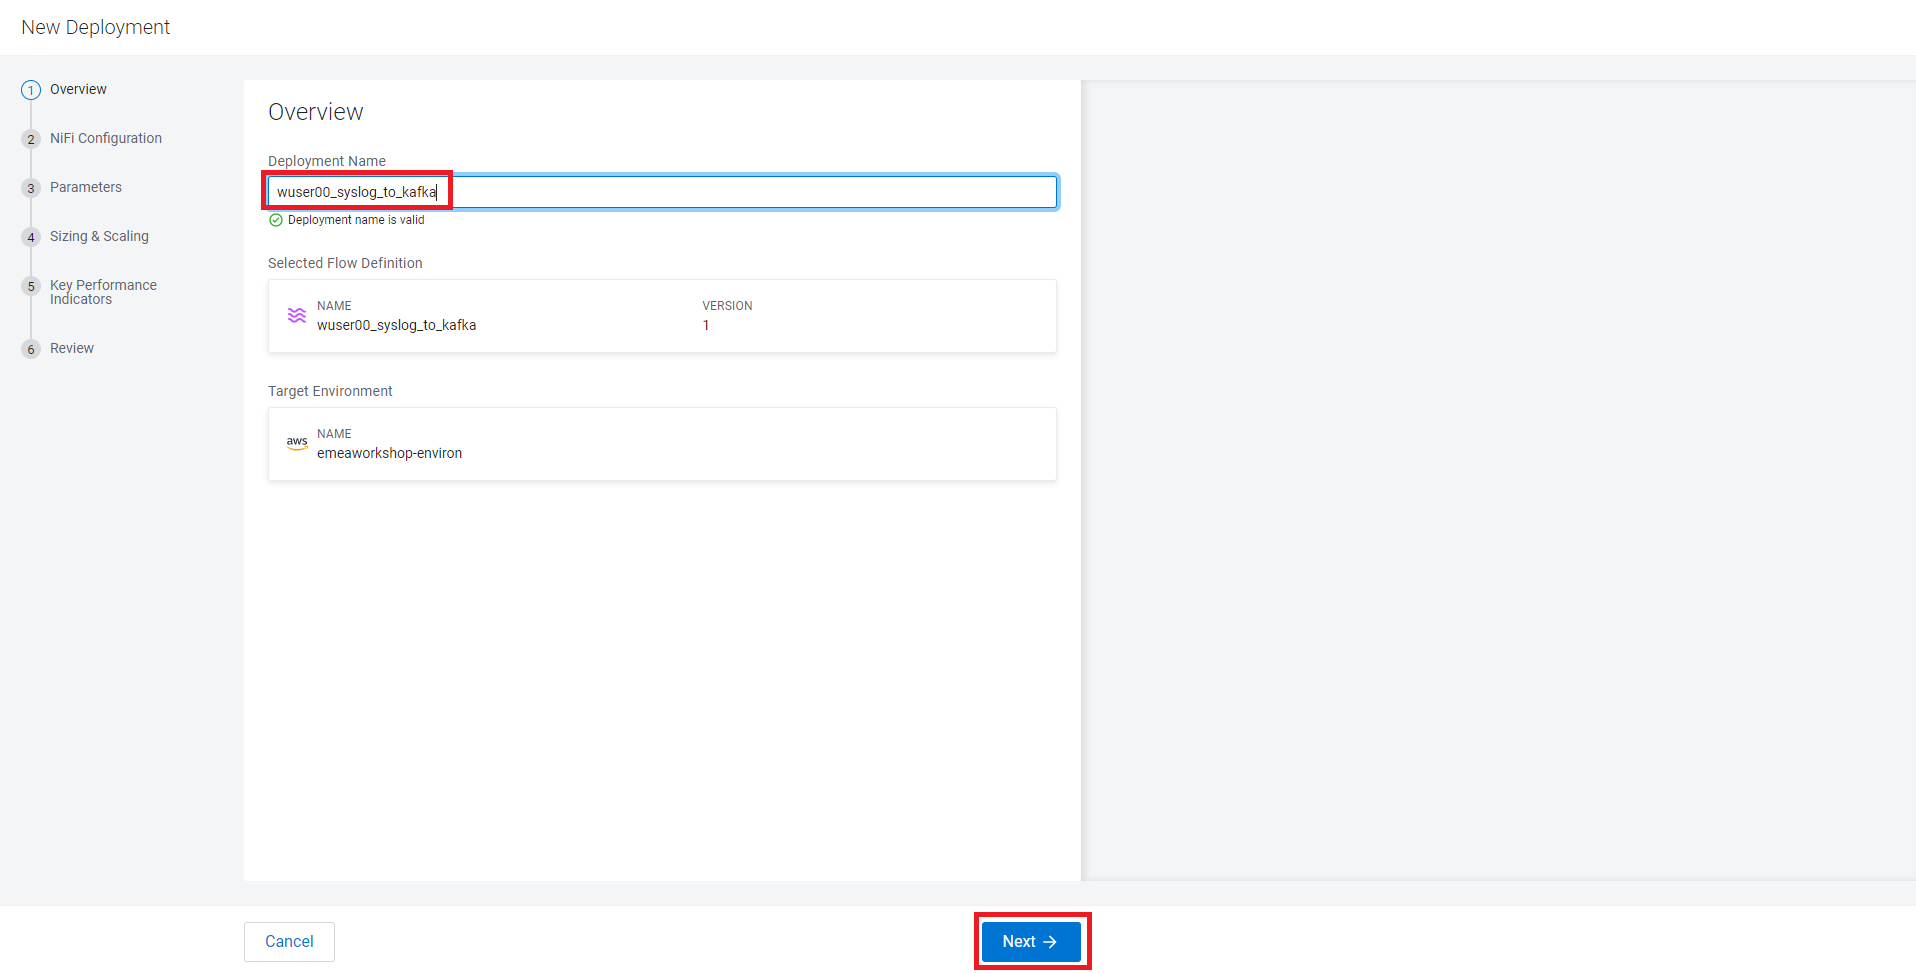 New Deployment
1 Overview
2 NiFi Configuration
3 Parameters
4 Sizing & Scaling
5 Key Performance
Indicators
6 Review
Overview
Deployment Name
wuser00_syslog_to_kafka
Deployment name is valid
Selected Flow Definition
NAME VERSION
wuser00_syslog_to_kafka 1
Target Environment
aws NAME
emeaworkshop-environ
Cancel Next →